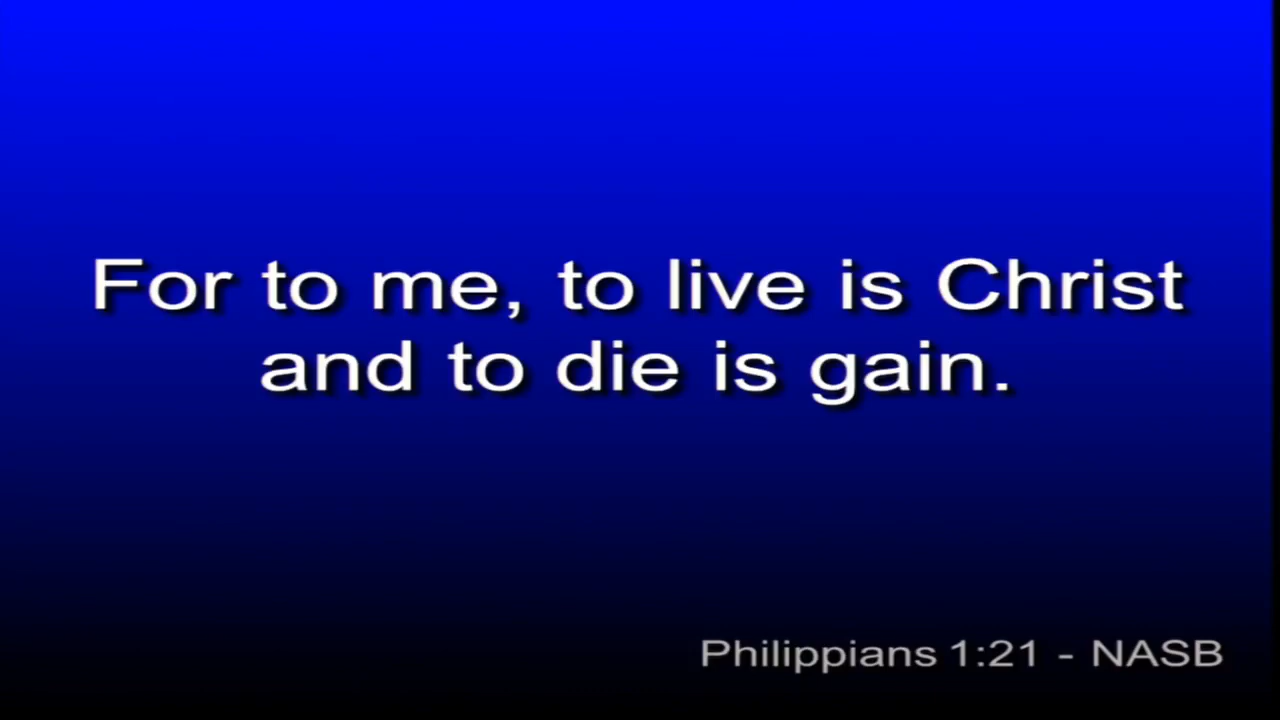 For to me, to live is Christ
and to die is gain.
Philippians 1:21 - NASB